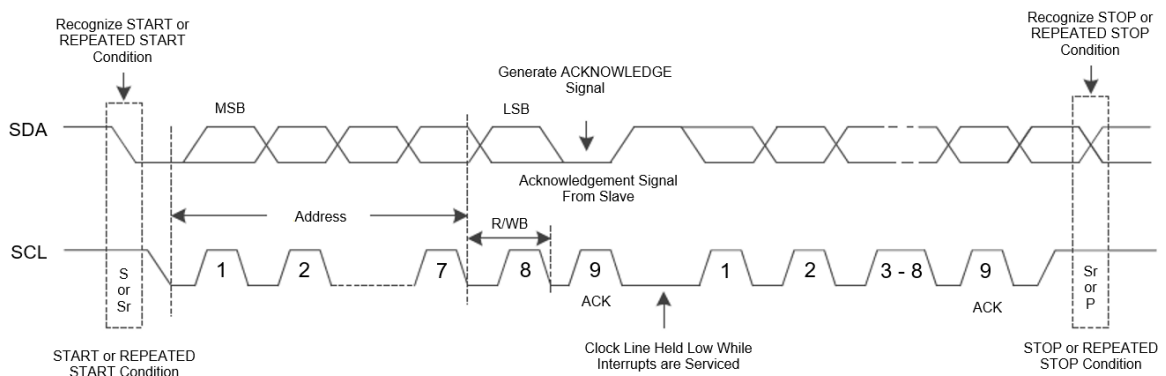 Recognize START or
REPEATED START
Condition
Recognize STOP or
REPEATED STOP
Condition
Generate ACKNOWLEDGE
Signal
MSB
LSB
SDA
Acknowledgement Signal
From Slave
Address
R/WB
SCL
S
or
Sr
1
2
7
8
9
1
2
3 - 8
9
Sr
or
P
ACK
ACK
START or REPEATED
START Condition
Clock Line Held Low While
Interrupts are Serviced
STOP or REPEATED
STOP Condition